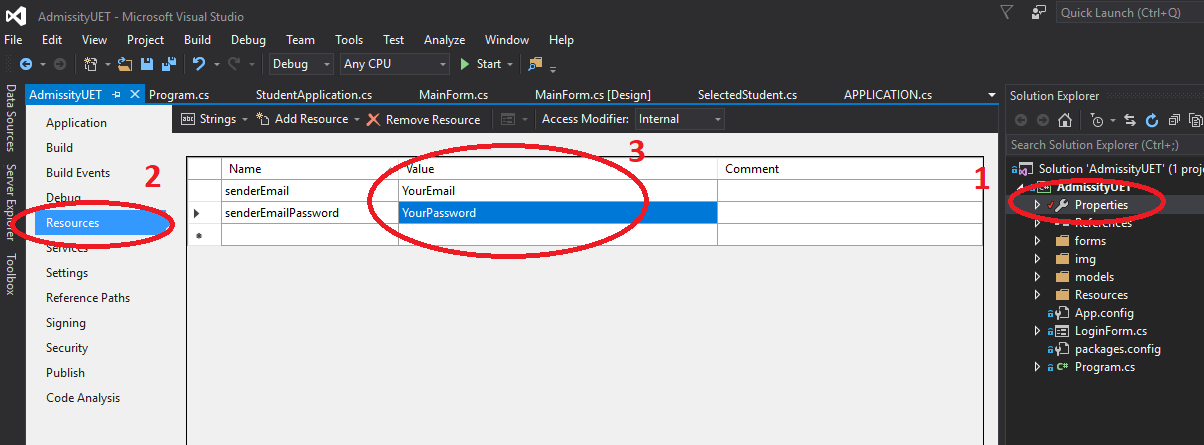 AdmissityUET - Microsoft Visual Studio
Quick Launch (Ctrl+Q)
File Edit View Project Build Debug Team Tools Test Analyze Window Help
Debug Any CPU Start
Data Sources
Server Explorer
Toolbox
AdmissityUET Program.cs StudentApplication.cs MainForm.cs MainForm.cs [Design] SelectedStudent.cs APPLICATION.cs
Strings Add Resource Remove Resource Access Modifier: Internal
Application
Build
Build Events
Debug
Resources
Services
Settings
Reference Paths
Signing
Security
Publish
Code Analysis
2
3
1
Name Value Comment
senderEmail YourEmail
senderEmailPassword YourPassword
Solution Explorer
Search Solution Explorer (Ctrl+;)
Solution 'AdmissityUET' (1 proje
AdmissityUET
Properties
References
forms
img
models
Resources
App.config
LoginForm.cs
packages.config
C# Program.cs